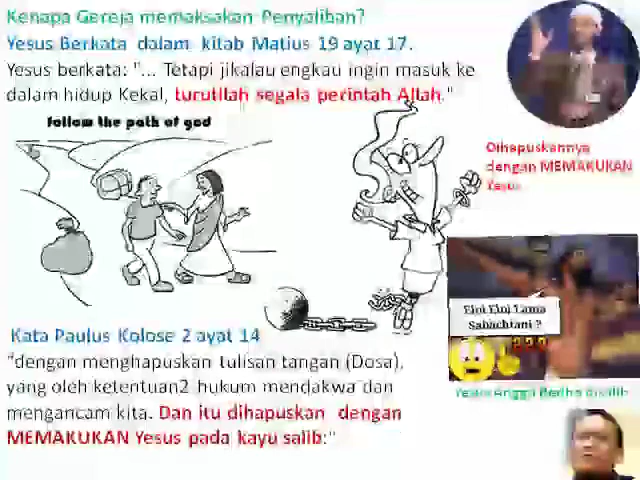 Kenapa Gereja memaksakan Penyaliban?
Yesus Berkata dalam kitab Matius 19 ayat 17.
Yesus berkata: "... Tetapi jikalau engkau ingin masuk ke
dalam hidup Kekal, turutilah segala perintah Allah."
follow the path of god
Dihapuskannya
dengan MEMAKUKAN
Yesus
Eloi Eloi Lama
Sabachtani ?
???
Kata Paulus Kolose 2 ayat 14
"dengan menghapuskan tulisan tangan (Dosa),
yang oleh ketentuan2 hukum mendakwa dan
mengancam kita. Dan itu dihapuskan dengan
MEMAKUKAN Yesus pada kayu salib:"